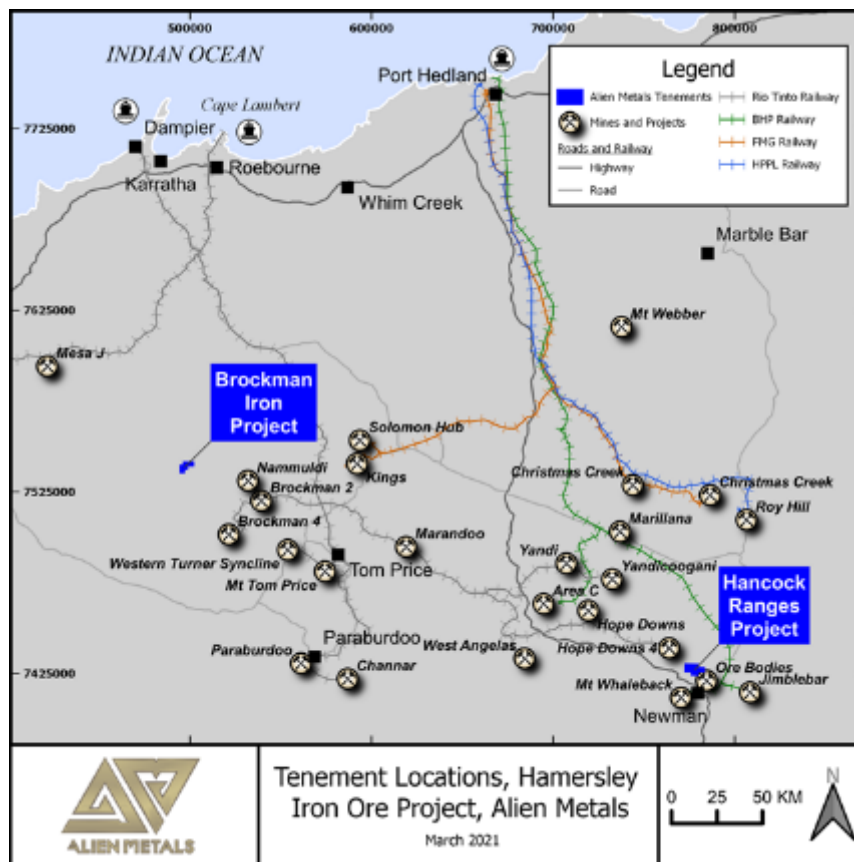 500000
600000
700000
800000
INDIAN OCEAN
Port Hedland
Cape Lambert
Dampier
Karratha
Roebourne
Whim Creek
Legend
Alien Metals Tenements
Mines and Projects
Roads and Railway
Highway
Road
Rio Tinto Railway
BHP Railway
FMG Railway
HPPL Railway
7725000
Marble Bar
7625000
Mt Webber
Mesa J
Brockman
Iron
Project
Solomon Hub
Kings
Nammuldi
Brockman 2
Christmas Creek
Christmas Creek
7525000
Roy Hill
Brockman 4
Marillana
Marandoo
Western Turner Syncline
Yandi
Yandicoogani
Mt Tom Price
Tom Price
Area C
Hancock
Ranges
Project
Hope Downs
Paraburdoo
Paraburdoo
West Angelas
Hope Downs 4
7425000
Channar
Ore Bodies
Mt Whaleback
Jimblebar
Newman
ALIEN METALS
Tenement Locations, Hamersley
Iron Ore Project, Alien Metals
March 2021
0 25 50 KM
N